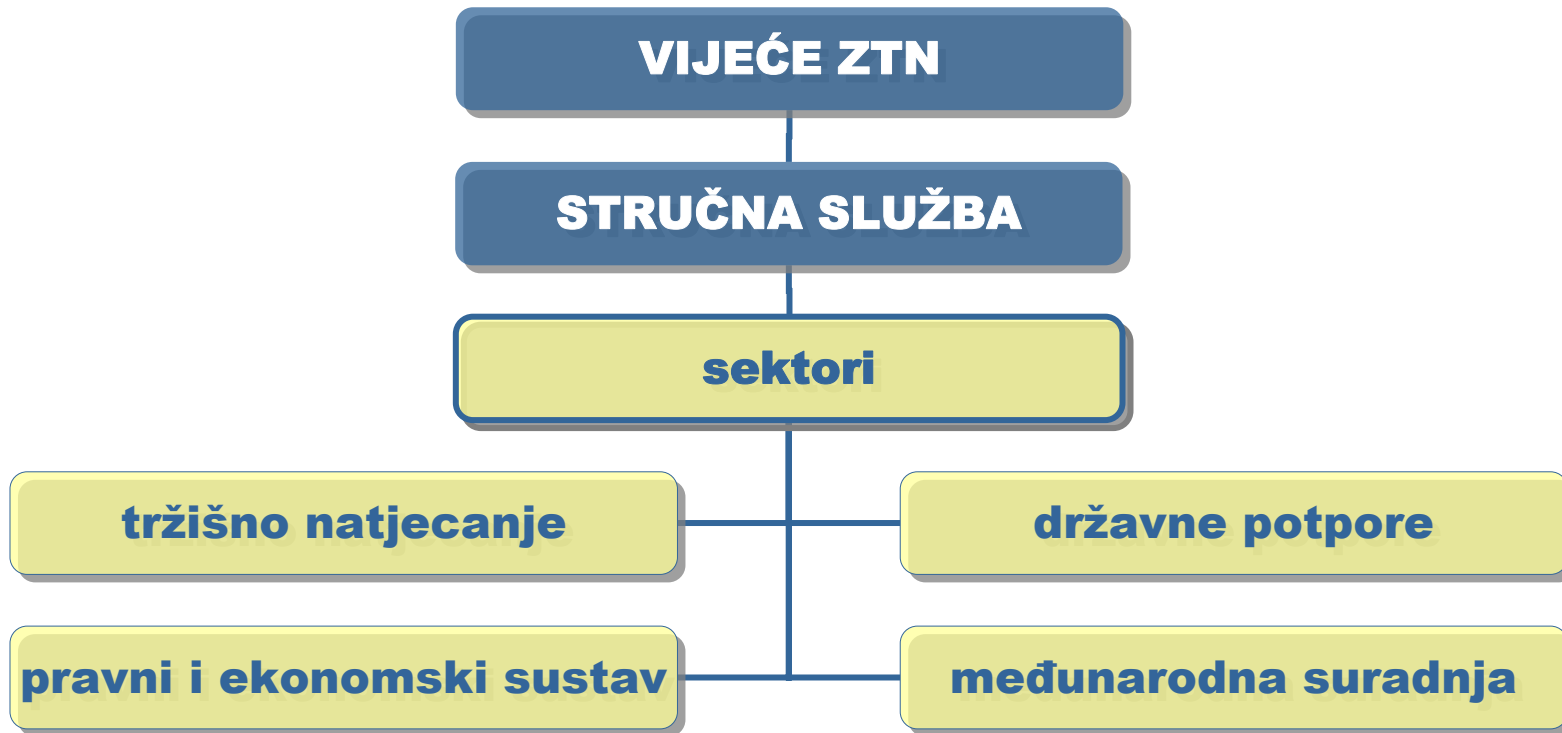 VIJEĆE ZTN
STRUČNA SLUŽBA
sektori
tržišno natjecanje
državne potpore
pravni i ekonomski sustav
međunarodna suradnja